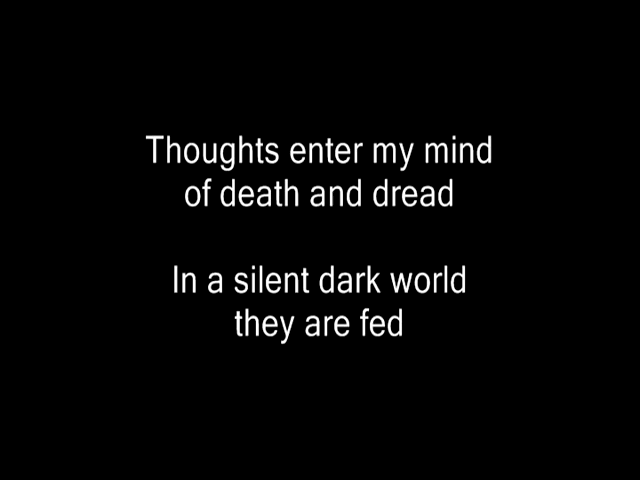 Thoughts enter my mind
of death and dread
In a silent dark world
they are fed